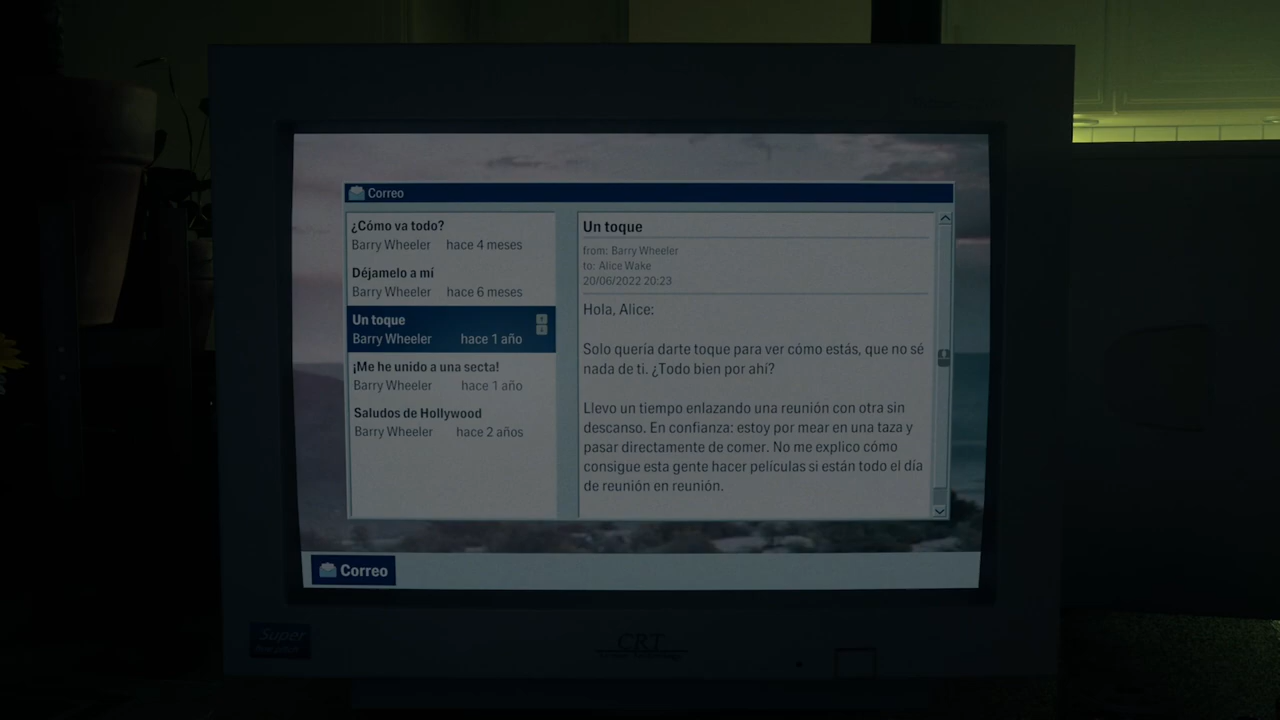 Correo
¿Cómo va todo?
Barry Wheeler hace 4 meses
Déjamelo a mí
Barry Wheeler hace 6 meses
Un toque
Barry Wheeler hace 1 año
¡Me he unido a una secta!
Barry Wheeler hace 1 año
Saludos de Hollywood
Barry Wheeler hace 2 años
Un toque
from: Barry Wheeler
to: Alice Wake
20/06/2022 20:23
Hola, Alice:
Solo quería darte toque para ver cómo estás, que no sé
nada de ti. ¿Todo bien por ahí?
Llevo un tiempo enlazando una reunión con otra sin
descanso. En confianza: estoy por mear en una taza y
pasar directamente de comer. No me explico cómo
consigue esta gente hacer películas si están todo el día
de reunión en reunión.
Correo
Super
CRT